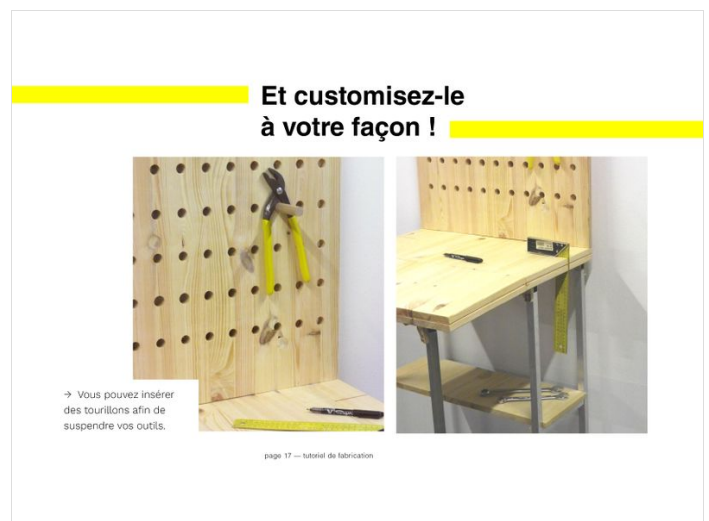 Et customisez-le
à votre façon !
→ Vous pouvez insérer
des tourillons afin de
suspendre vos outils.
page 17 — tutoriel de fabrication